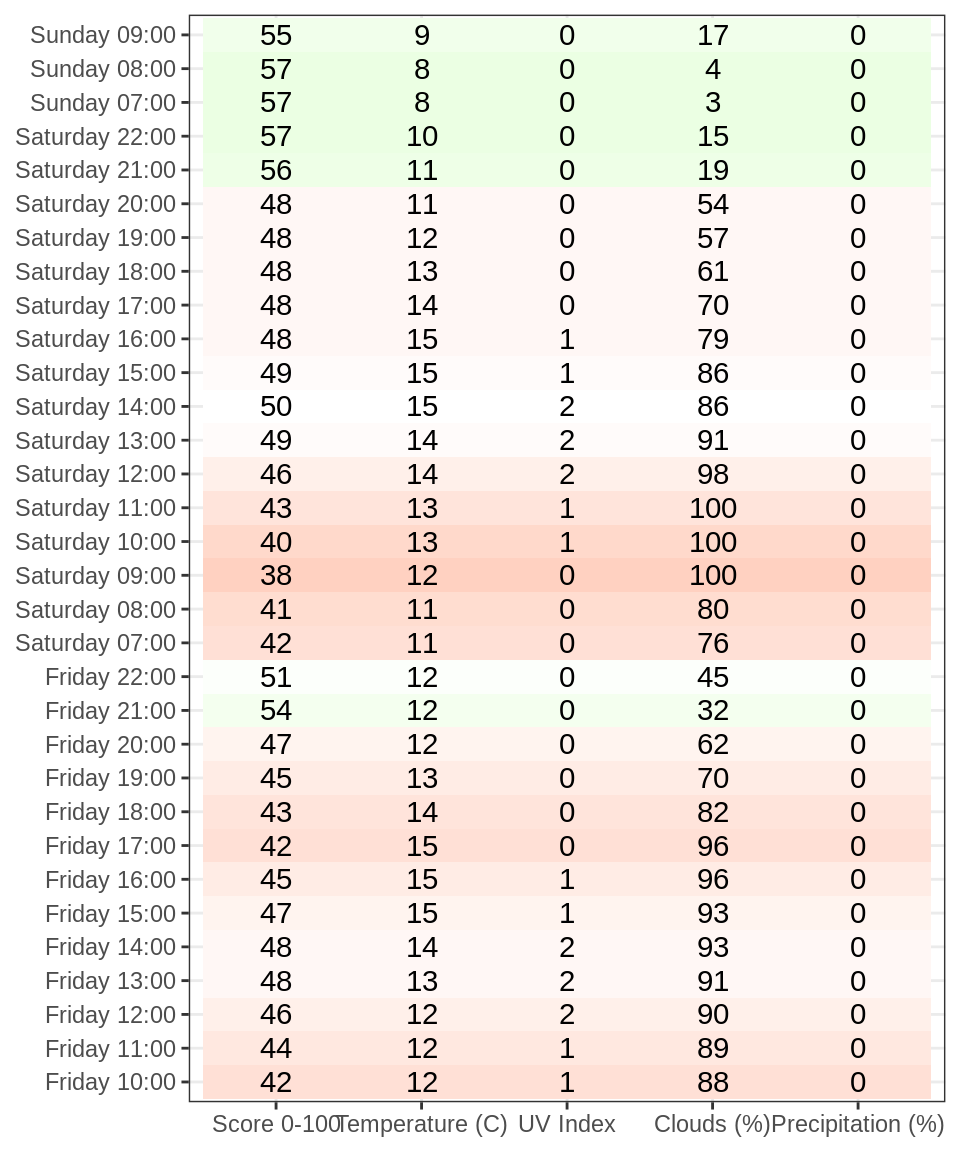 Sunday 09:00 55 9 0 17 0
Sunday 08:00 57 8 0 4 0
Sunday 07:00 57 8 0 3 0
Saturday 22:00 57 10 0 15 0
Saturday 21:00 56 11 0 19 0
Saturday 20:00 48 11 0 54 0
Saturday 19:00 48 12 0 57 0
Saturday 18:00 48 13 0 61 0
Saturday 17:00 48 14 0 70 0
Saturday 16:00 48 15 1 79 0
Saturday 15:00 49 15 1 86 0
Saturday 14:00 50 15 2 86 0
Saturday 13:00 49 14 2 91 0
Saturday 12:00 46 14 2 98 0
Saturday 11:00 43 13 1 100 0
Saturday 10:00 40 13 1 100 0
Saturday 09:00 38 12 0 100 0
Saturday 08:00 41 11 0 80 0
Saturday 07:00 42 11 0 76 0
Friday 22:00 51 12 0 45 0
Friday 21:00 54 12 0 32 0
Friday 20:00 47 12 0 62 0
Friday 19:00 45 13 0 70 0
Friday 18:00 43 14 0 82 0
Friday 17:00 42 15 0 96 0
Friday 16:00 45 15 1 96 0
Friday 15:00 47 15 1 93 0
Friday 14:00 48 14 2 93 0
Friday 13:00 48 13 2 91 0
Friday 12:00 46 12 2 90 0
Friday 11:00 44 12 1 89 0
Friday 10:00 42 12 1 88 0
Score 0-100 Temperature (C) UV Index Clouds (%) Precipitation (%)